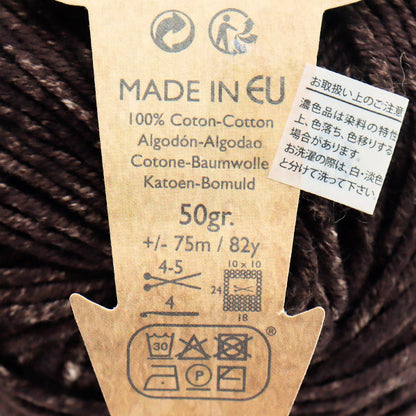 MADE IN EU
100% Coton-Cotton
Algodón-Algodao
Cotone-Baumwolle
Katoen-Bomuld
50gr.
+/- 75m / 82y
4-5
4
10 x 10
24
18
®
30
P
お取扱い上のご注意
濃色品は染料の特性
上、色落ち、色移りする
場合があります。
お洗濯の際は、白・淡色
と分けて洗って下さい